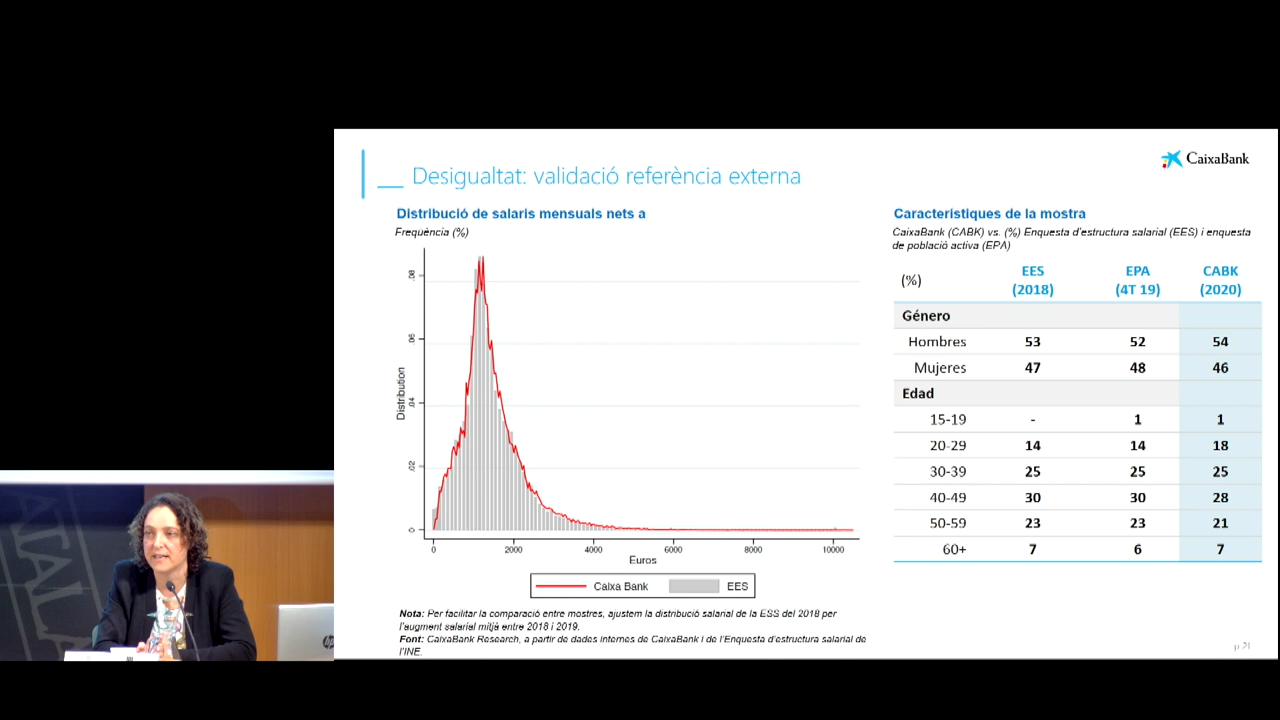 CaixaBank
Desigualtat: validació referència externa
Distribució de salaris mensuals nets a
Freqüència (%)
Distribution
0 .02 .04 .06 .08
0 2000 4000 6000 8000 10000
Euros
Caixa Bank EES
Nota: Per facilitar la comparació entre mostres, ajustem la distribució salarial de la ESS del 2018 per
l'augment salarial mitjà entre 2018 i 2019.
Font: CaixaBank Research, a partir de dades internes de CaixaBank i de l'Enquesta d'estructura salarial de
l'INE.
Característiques de la mostra
CaixaBank (CABK) vs. (%) Enquesta d'estructura salarial (EES) i enquesta
de població activa (EPA)
(%) EES (2018) EPA (4T 19) CABK (2020)
Género
Hombres 53 52 54
Mujeres 47 48 46
Edad
15-19 - 1 1
20-29 14 14 18
30-39 25 25 25
40-49 30 30 28
50-59 23 23 21
60+ 7 6 7
p.21
ATALA
hp